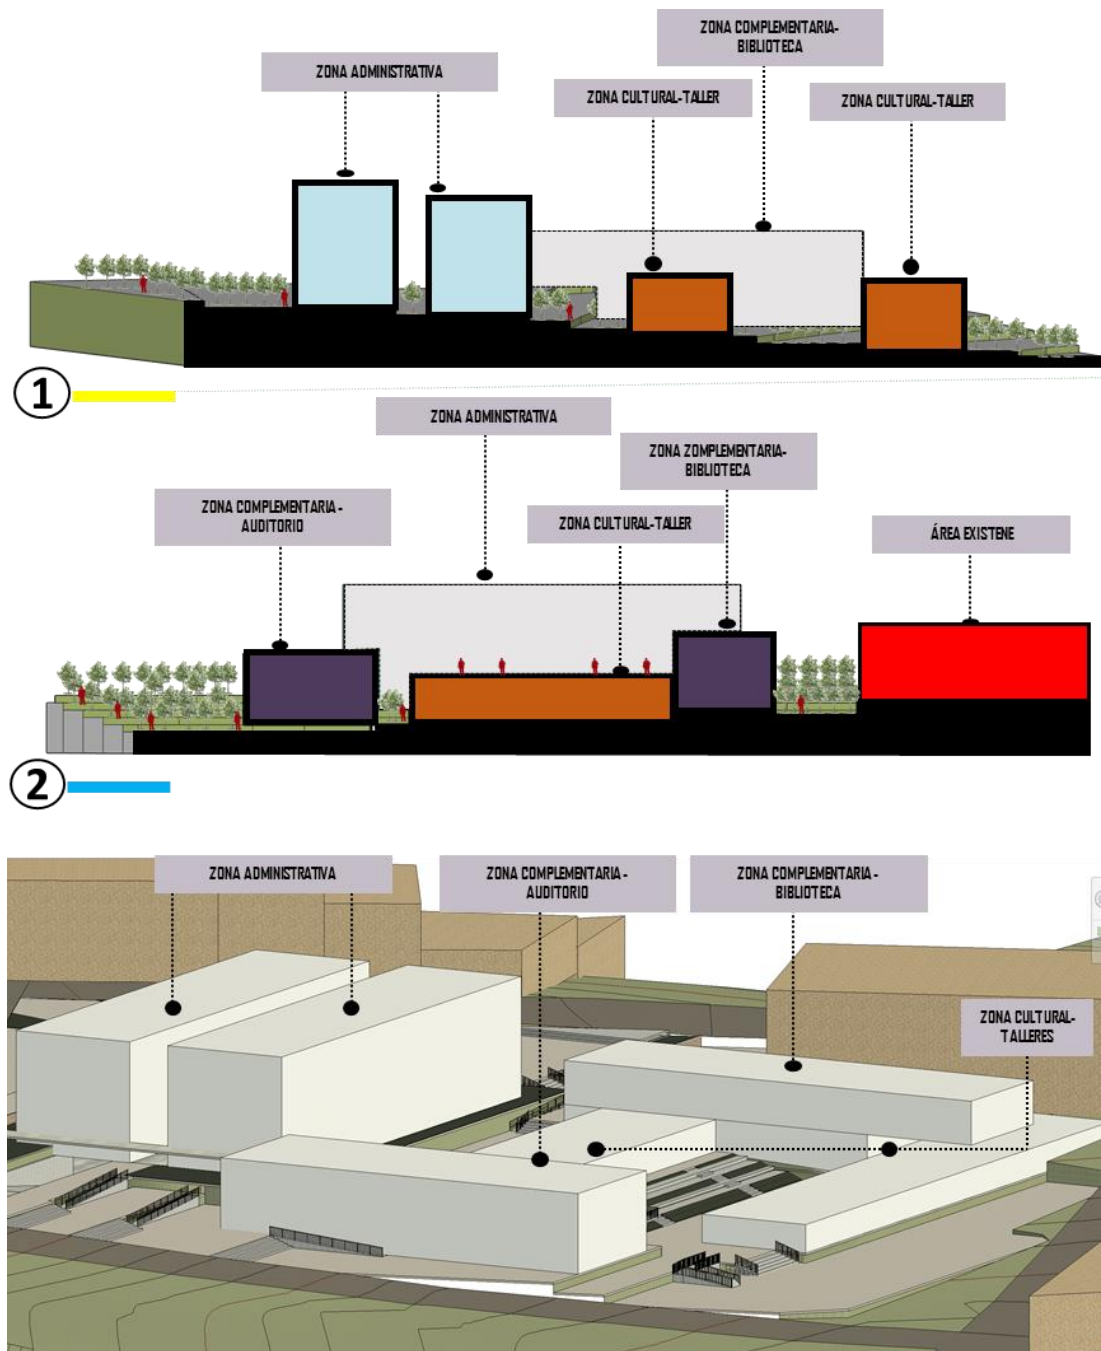 ZONA COMPLEMENTARIA-
BIBLIOTECA
ZONA ADMINISTRATIVA
ZONA CULTURAL-TALLER
ZONA CULTURAL-TALLER
1
ZONA ADMINISTRATIVA
ZONA ZOMPLEMENTARIA-
BIBLIOTECA
ZONA COMPLEMENTARIA -
AUDITORIO
ZONA CULTURAL-TALLER
ÁREA EXISTENE
2
ZONA ADMINISTRATIVA
ZONA COMPLEMENTARIA -
AUDITORIO
ZONA COMPLEMENTARIA -
BIBLIOTECA
ZONA CULTURAL-
TALLERES